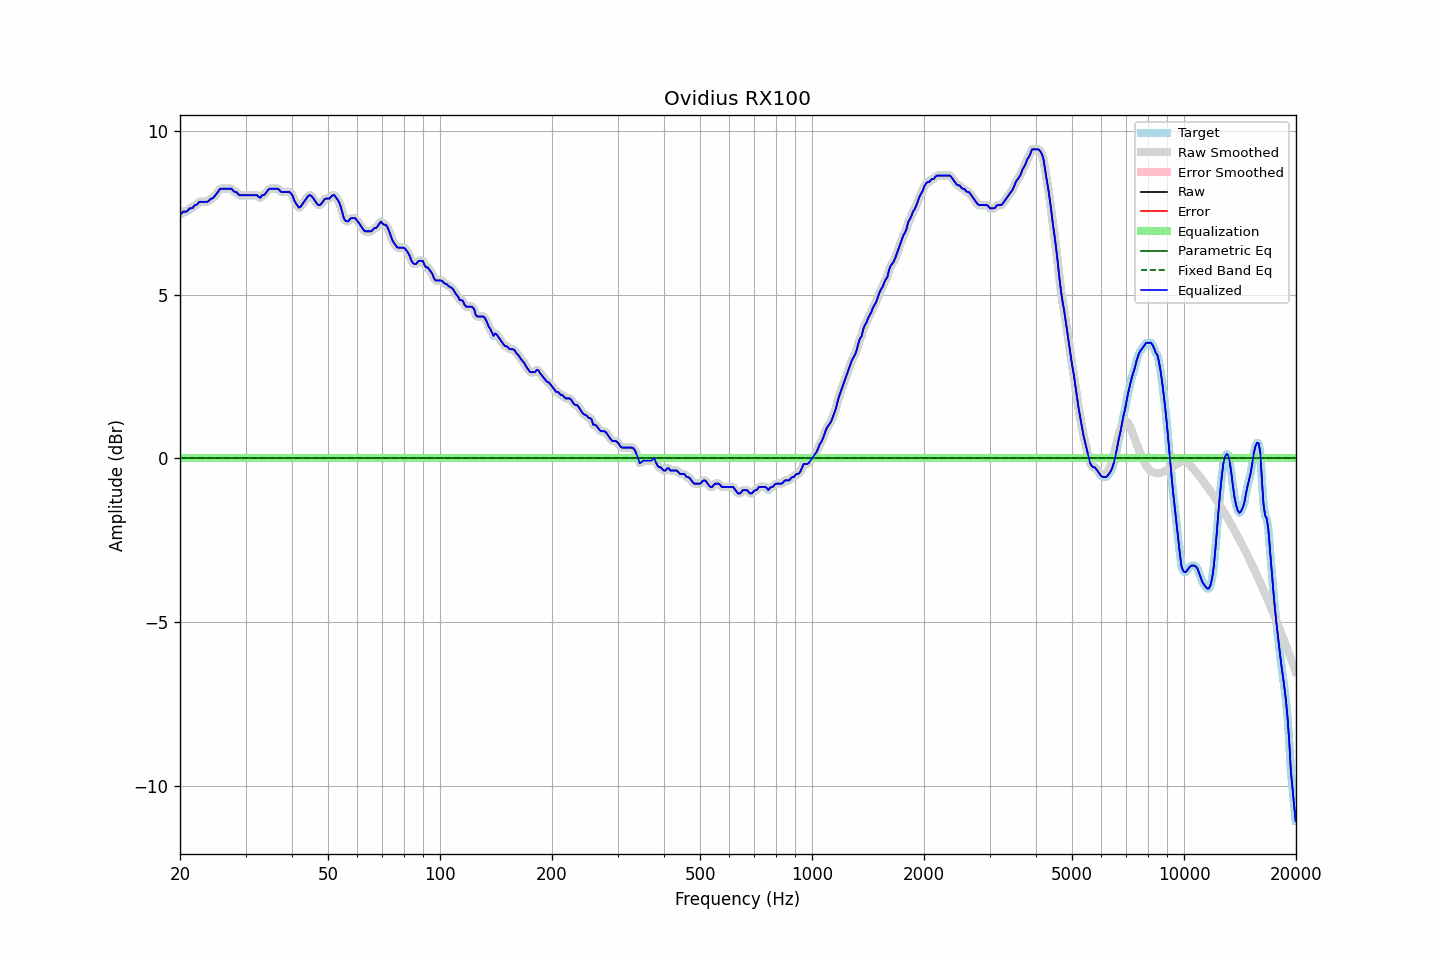 Ovidius RX100
10
5
0
−5
−10
Amplitude (dBr)
Target
Raw Smoothed
Error Smoothed
Raw
Error
Equalization
Parametric Eq
Fixed Band Eq
Equalized
20 50 100 200 500 1000 2000 5000 10000 20000
Frequency (Hz)